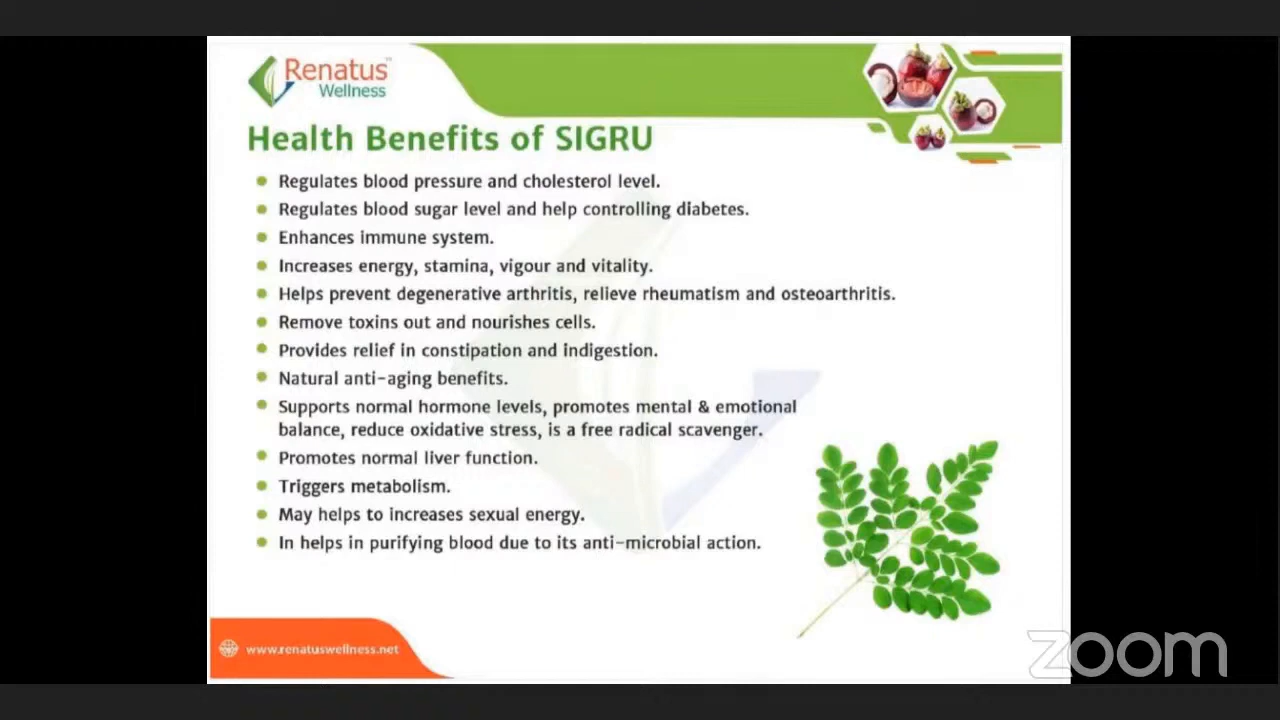 Renatus™
Wellness
Health Benefits of SIGRU
Regulates blood pressure and cholesterol level.
Regulates blood sugar level and help controlling diabetes.
Enhances immune system.
Increases energy, stamina, vigour and vitality.
Helps prevent degenerative arthritis, relieve rheumatism and osteoarthritis.
Remove toxins out and nourishes cells.
Provides relief in constipation and indigestion.
Natural anti-aging benefits.
Supports normal hormone levels, promotes mental & emotional
balance, reduce oxidative stress, is a free radical scavenger.
Promotes normal liver function.
Triggers metabolism.
May helps to increases sexual energy.
In helps in purifying blood due to its anti-microbial action.
www.renatuswellness.net
zoom